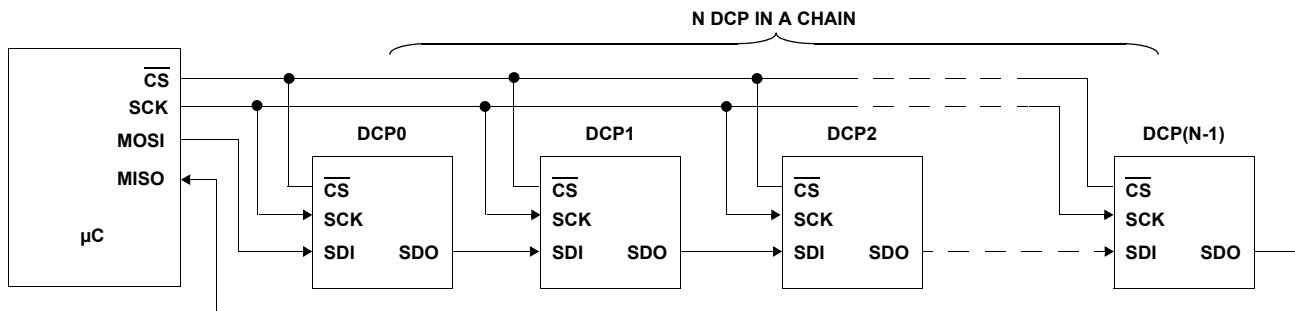 N DCP IN A CHAIN
CS
SCK
MOSI
MISO
µC
DCP0
CS
SCK
SDI SDO
DCP1
CS
SCK
SDI SDO
DCP2
CS
SCK
SDI SDO
DCP(N-1)
CS
SCK
SDI SDO